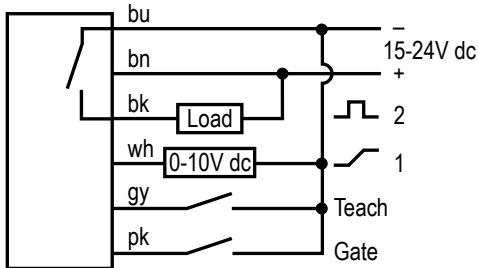 bu
–
15-24V dc
bn
+
bk
Load
2
wh
0-10V dc
1
gy
Teach
pk
Gate